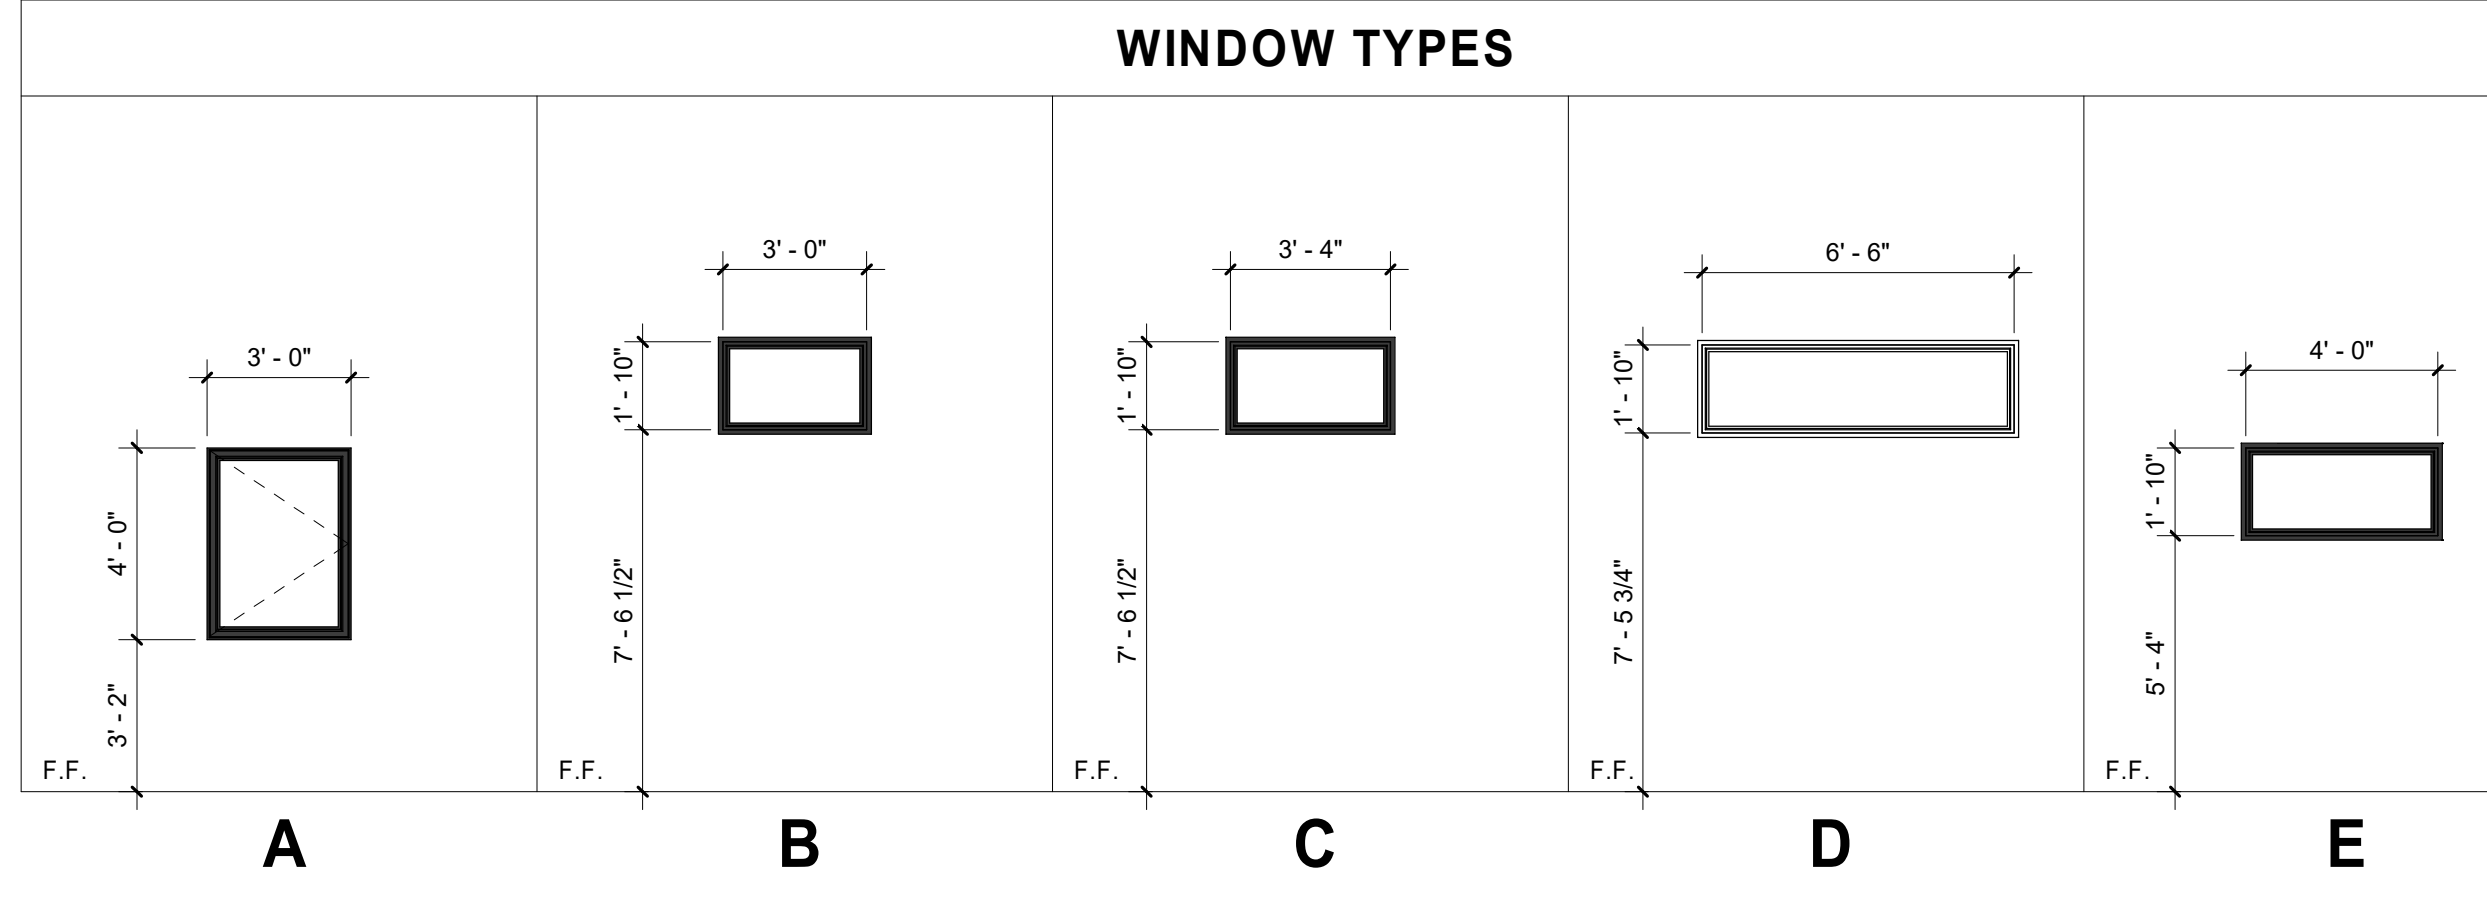 WINDOW TYPES
3' - 0"
4' - 0"
3' - 2"
F.F.
A
3' - 0"
1' - 10"
7' - 6 1/2"
F.F.
B
3' - 4"
1' - 10"
7' - 6 1/2"
F.F.
C
6' - 6"
1' - 10"
7' - 5 3/4"
F.F.
D
4' - 0"
1' - 10"
5' - 4"
F.F.
E